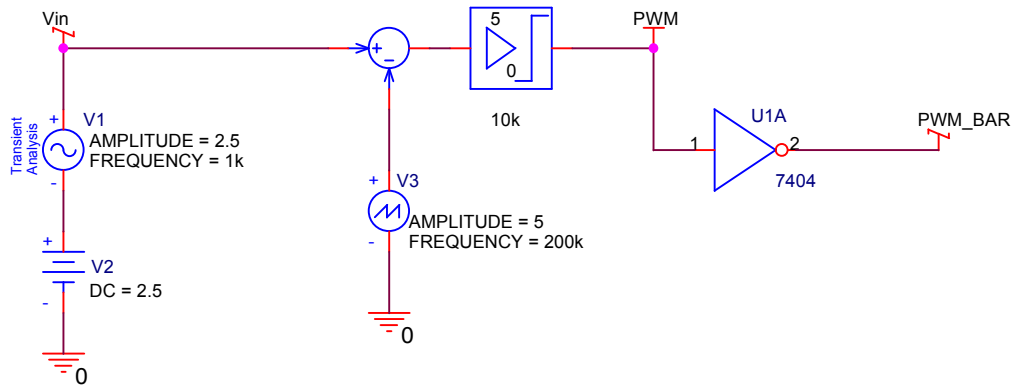 Vin
PWM
5
0
10k
+
−
V1
AMPLITUDE = 2.5
FREQUENCY = 1k
Transient
Analysis
+
-
U1A
1
2
7404
PWM_BAR
+
V3
AMPLITUDE = 5
FREQUENCY = 200k
-
+
V2
DC = 2.5
-
0
0